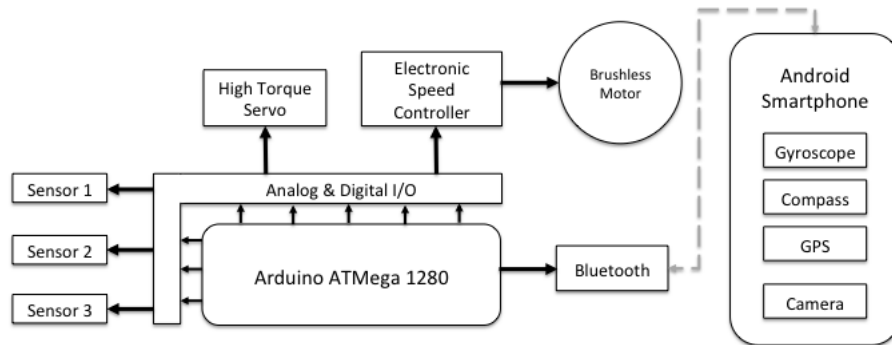 High Torque
Servo
Electronic
Speed
Controller
Brushless
Motor
Android
Smartphone
Gyroscope
Compass
GPS
Camera
Sensor 1
Analog & Digital I/O
Sensor 2
Arduino ATMega 1280
Bluetooth
Sensor 3